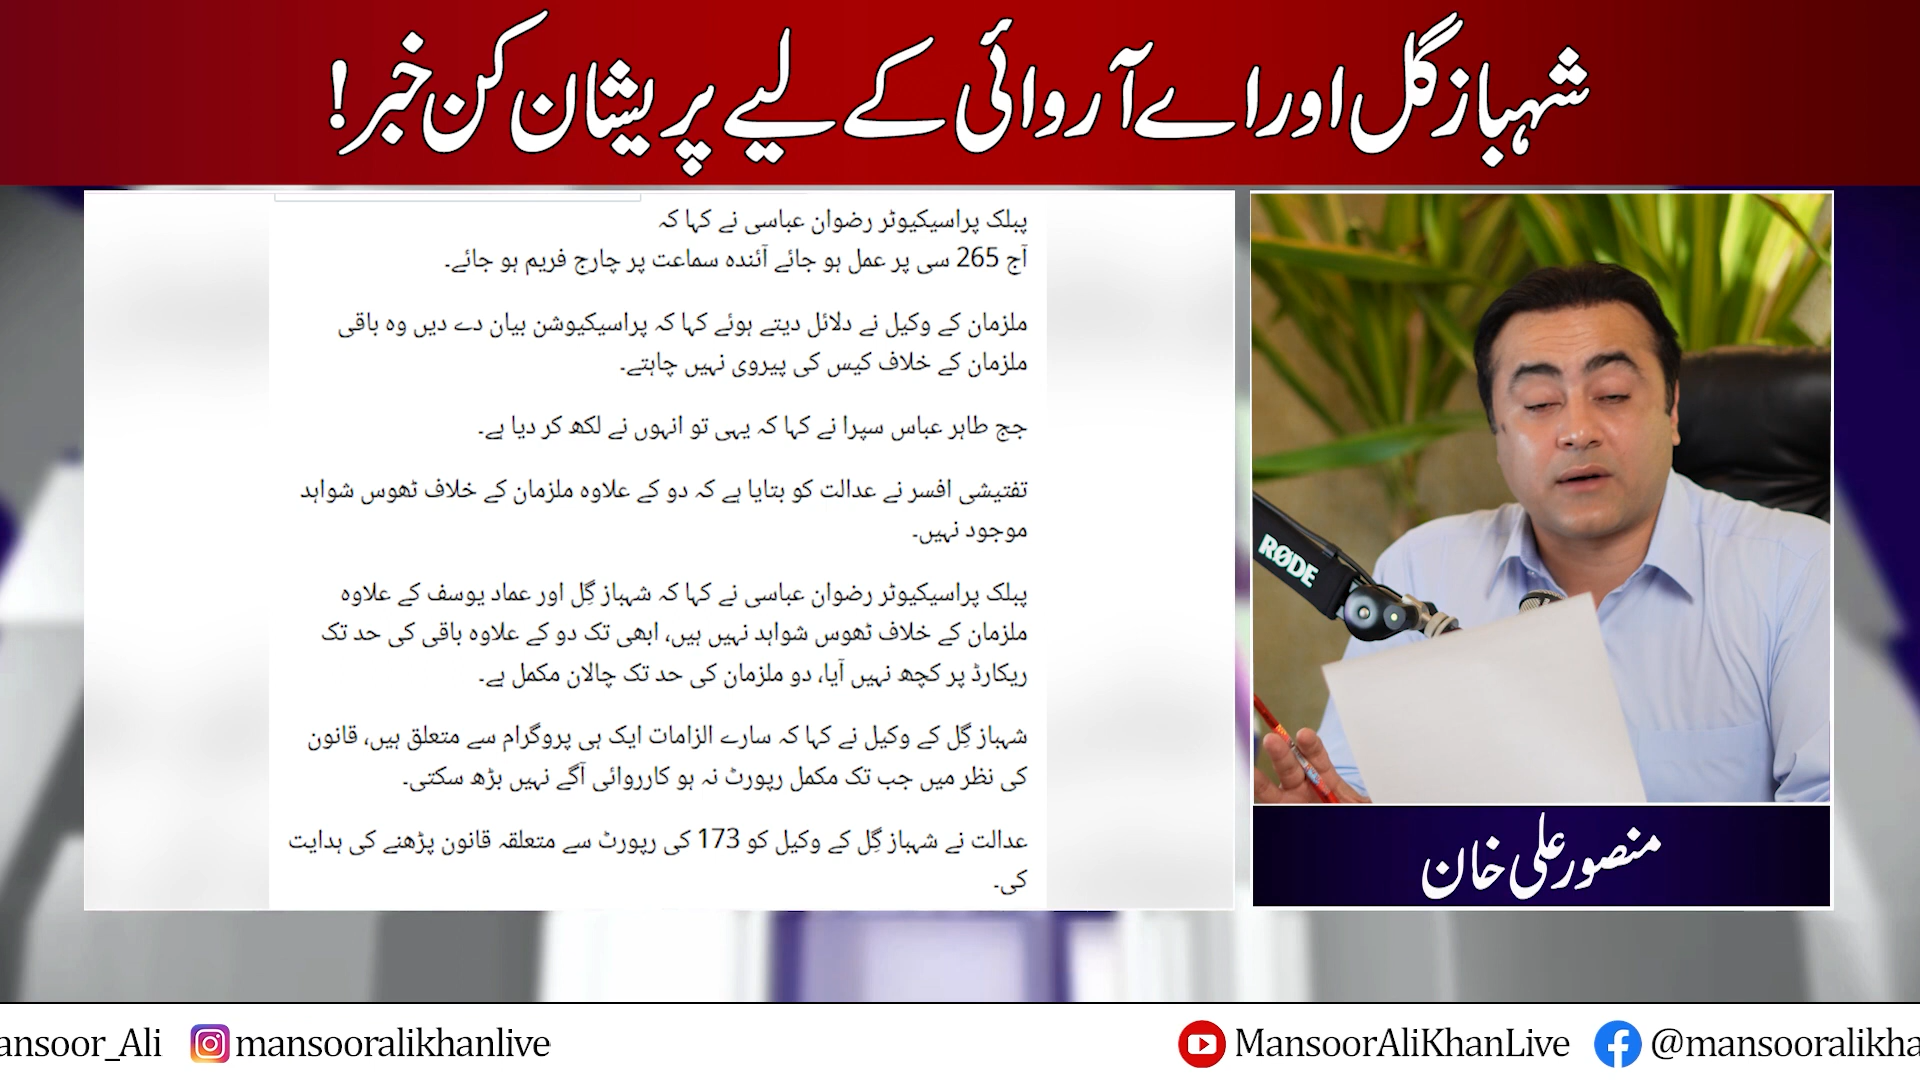 شہباز گل اور اے آر وائی کے لیے پریشان کن خبر!
پبلک پراسیکیوٹر رضوان عباسی نے کہا کہ
آج 265 سی پر عمل ہو جائے آئندہ سماعت پر چارج فریم ہو جائے۔
ملزمان کے وکیل نے دلائل دیتے ہوئے کہا کہ پراسیکیوشن بیان دے دیں وہ باقی
ملزمان کے خلاف کیس کی پیروی نہیں چاہتے۔
جج طاہر عباس سپرا نے کہا کہ یہی تو انہوں نے لکھ کر دیا ہے۔
تفتیشی افسر نے عدالت کو بتایا ہے کہ دو کے علاوہ ملزمان کے خلاف ٹھوس شواہد
موجود نہیں۔
پبلک پراسیکیوٹر رضوان عباسی نے کہا کہ شہباز گِل اور عماد یوسف کے علاوہ
ملزمان کے خلاف ٹھوس شواہد نہیں ہیں، ابھی تک دو کے علاوہ باقی کی حد تک
ریکارڈ پر کچھ نہیں آیا، دو ملزمان کی حد تک چالان مکمل ہے۔
شہباز گِل کے وکیل نے کہا کہ سارے الزامات ایک ہی پروگرام سے متعلق ہیں، قانون
کی نظر میں جب تک مکمل رپورٹ نہ ہو کارروائی آگے نہیں بڑھ سکتی۔
عدالت نے شہباز گِل کے وکیل کو 173 کی رپورٹ سے متعلقہ قانون پڑھنے کی ہدایت
کی۔
RØDE
منصور علی خان
ansoor_Ali mansooralikhanlive MansoorAliKhanLive @mansooralikha